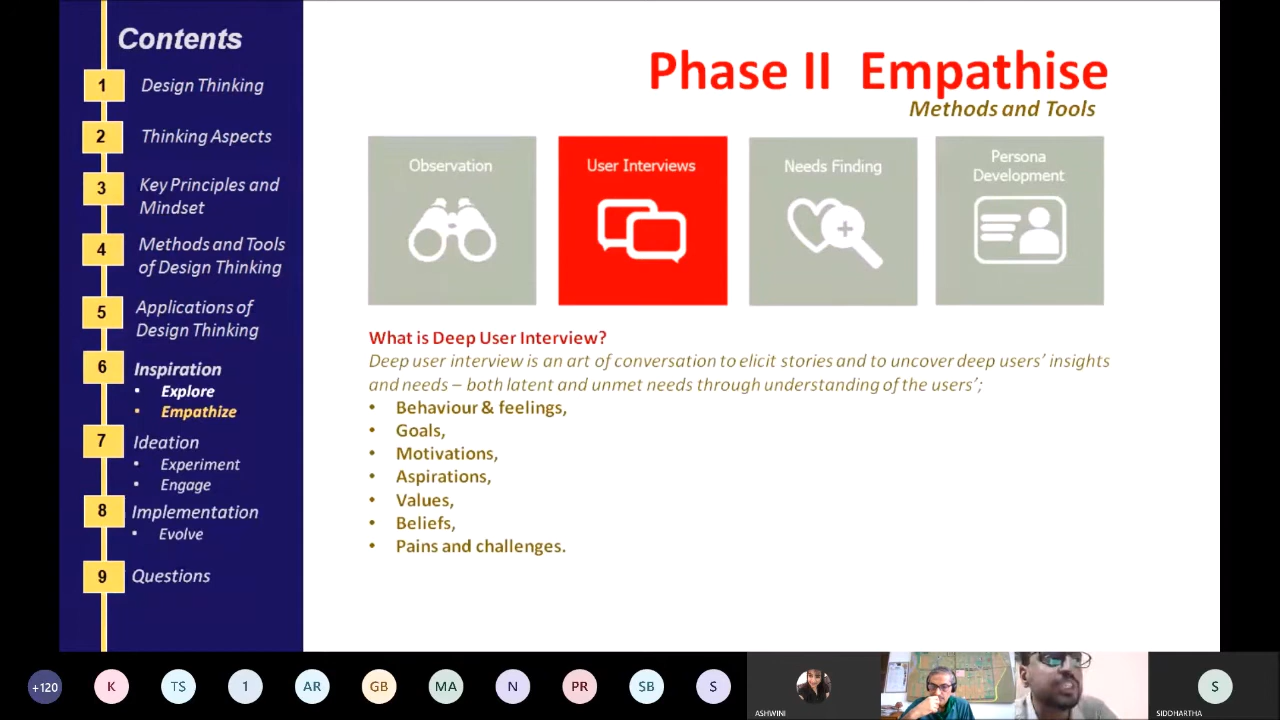 Contents
1
Design Thinking
2
Thinking Aspects
3
Key Principles and
Mindset
4
Methods and Tools
of Design Thinking
5
Applications of
Design Thinking
6
Inspiration
• Explore
• Empathize
7
Ideation
• Experiment
• Engage
8
Implementation
• Evolve
9
Questions
Phase II Empathise
Methods and Tools
Observation
User Interviews
Needs Finding
Persona
Development
What is Deep User Interview?
Deep user interview is an art of conversation to elicit stories and to uncover deep users' insights
and needs – both latent and unmet needs through understanding of the users';
• Behaviour & feelings,
• Goals,
• Motivations,
• Aspirations,
• Values,
• Beliefs,
• Pains and challenges.
+120
K
TS
1
AR
GB
MA
N
PR
SB
S
ASHWINI
S
SIDDHARTHA